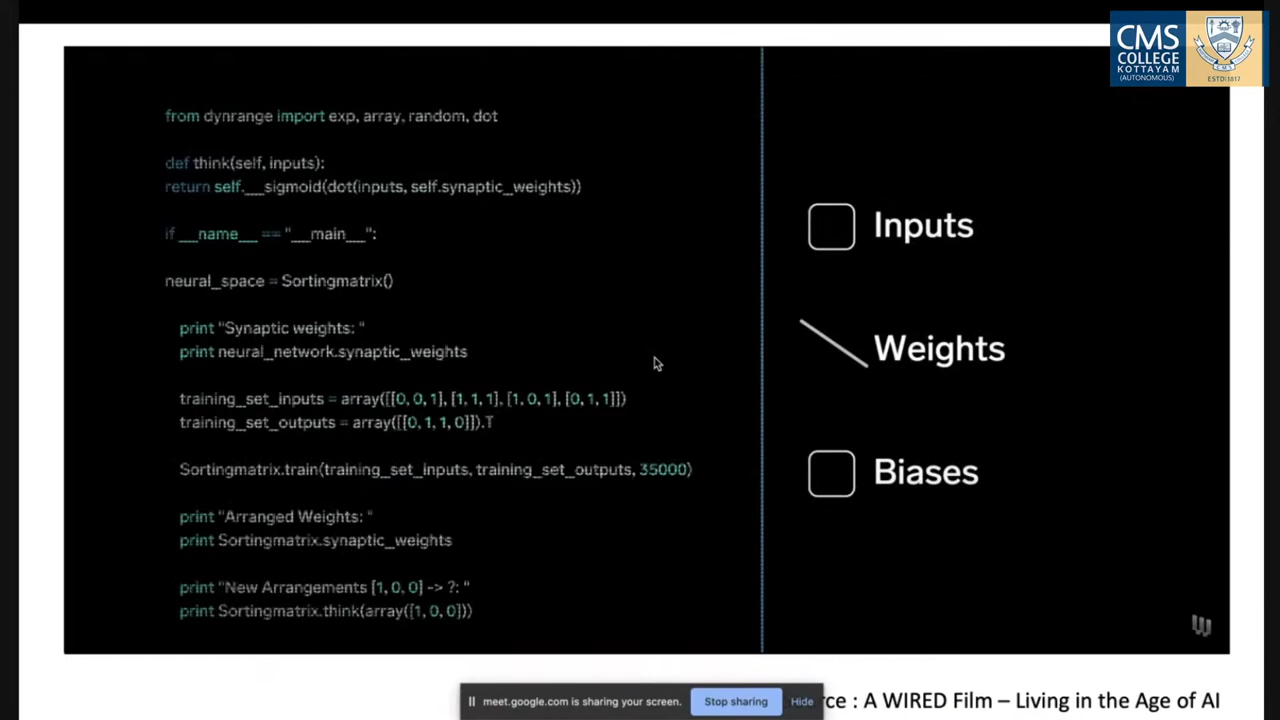 CMS
COLLEGE
KOTTAYAM
(AUTONOMOUS)
ESTD:1817
from dynrange import exp, array, random, dot
def think(self, inputs):
return self.__sigmoid(dot(inputs, self.synaptic_weights))
if __name__ == "__main__":
neural_space = Sortingmatrix()
print "Synaptic weights: "
print neural_network.synaptic_weights
training_set_inputs = array([[0, 0, 1], [1, 1, 1], [1, 0, 1], [0, 1, 1]])
training_set_outputs = array([[0, 1, 1, 0]]).T
Sortingmatrix.train(training_set_inputs, training_set_outputs, 35000)
print "Arranged Weights: "
print Sortingmatrix.synaptic_weights
print "New Arrangements [1, 0, 0] -> ?: "
print Sortingmatrix.think(array([1, 0, 0]))
Inputs
Weights
Biases
meet.google.com is sharing your screen.
Stop sharing
Hide
: A WIRED Film – Living in the Age of AI